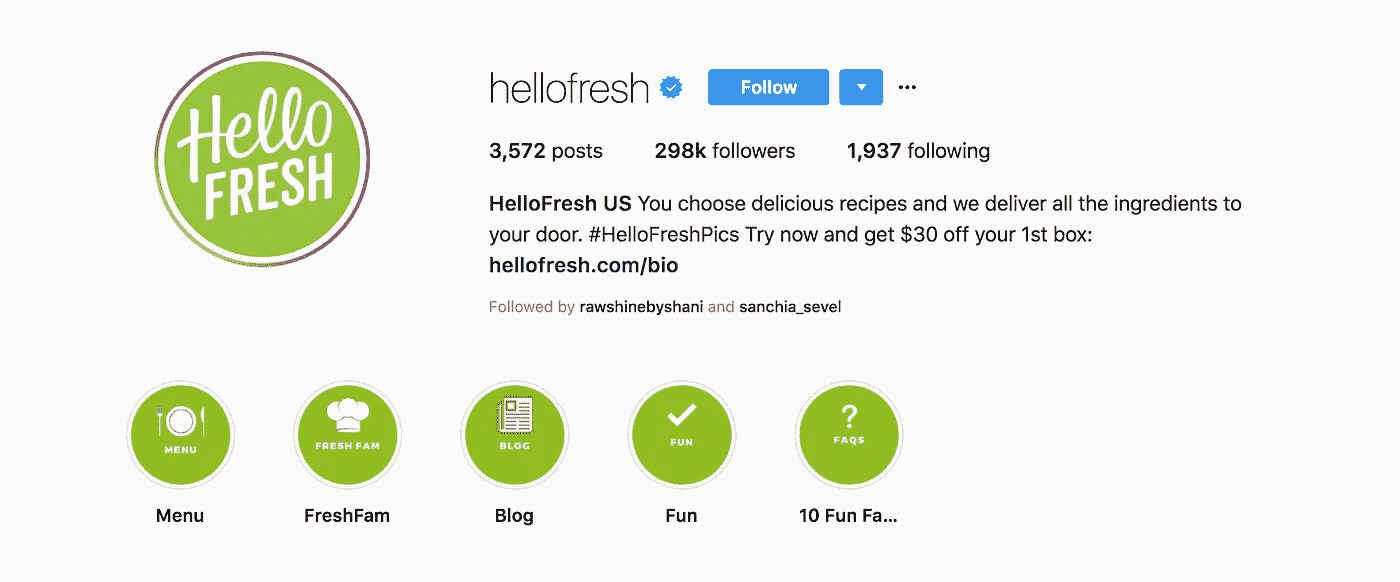 Hello
FRESH
hellofresh
Follow
3,572 posts 298k followers 1,937 following
HelloFresh US You choose delicious recipes and we deliver all the ingredients to
your door. #HelloFreshPics Try now and get $30 off your 1st box:
hellofresh.com/bio
Followed by rawshinebyshani and sanchia_sevel
MENU
FRESH FAM
BLOG
FUN
FAQS
Menu
FreshFam
Blog
Fun
10 Fun Fa...